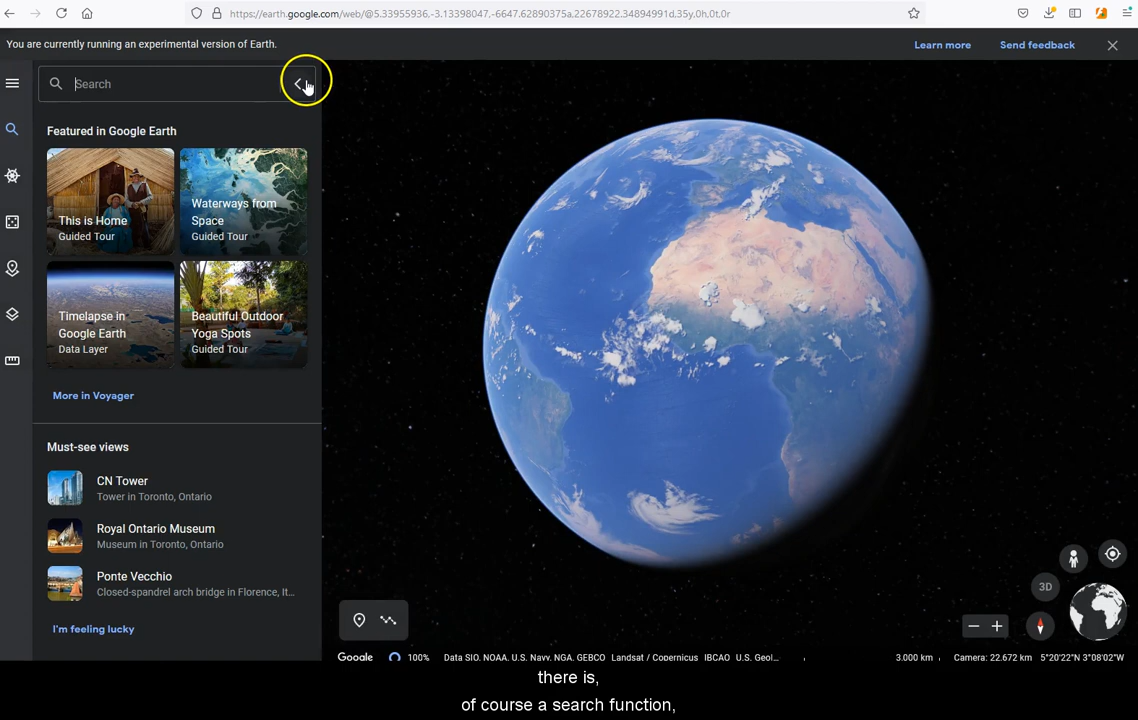 https://earth.google.com/web/@5.33955936,-3.13398047,-6647.62890375a,22678922.34894991d,35y,0h,0t,0r
You are currently running an experimental version of Earth.
Learn more
Send feedback
Search
Featured in Google Earth
This is Home
Guided Tour
Waterways from
Space
Guided Tour
Timelapse in
Google Earth
Data Layer
Beautiful Outdoor
Yoga Spots
Guided Tour
More in Voyager
Must-see views
CN Tower
Tower in Toronto, Ontario
Royal Ontario Museum
Museum in Toronto, Ontario
Ponte Vecchio
Closed-spandrel arch bridge in Florence, It...
I'm feeling lucky
3D
Google 100% Data SIO, NOAA, U.S. Navy, NGA, GEBCO Landsat / Copernicus IBCAO U.S. Geol... 3.000 km Camera: 22.672 km 5°20'22"N 3°08'02"W
there is,
of course a search function,